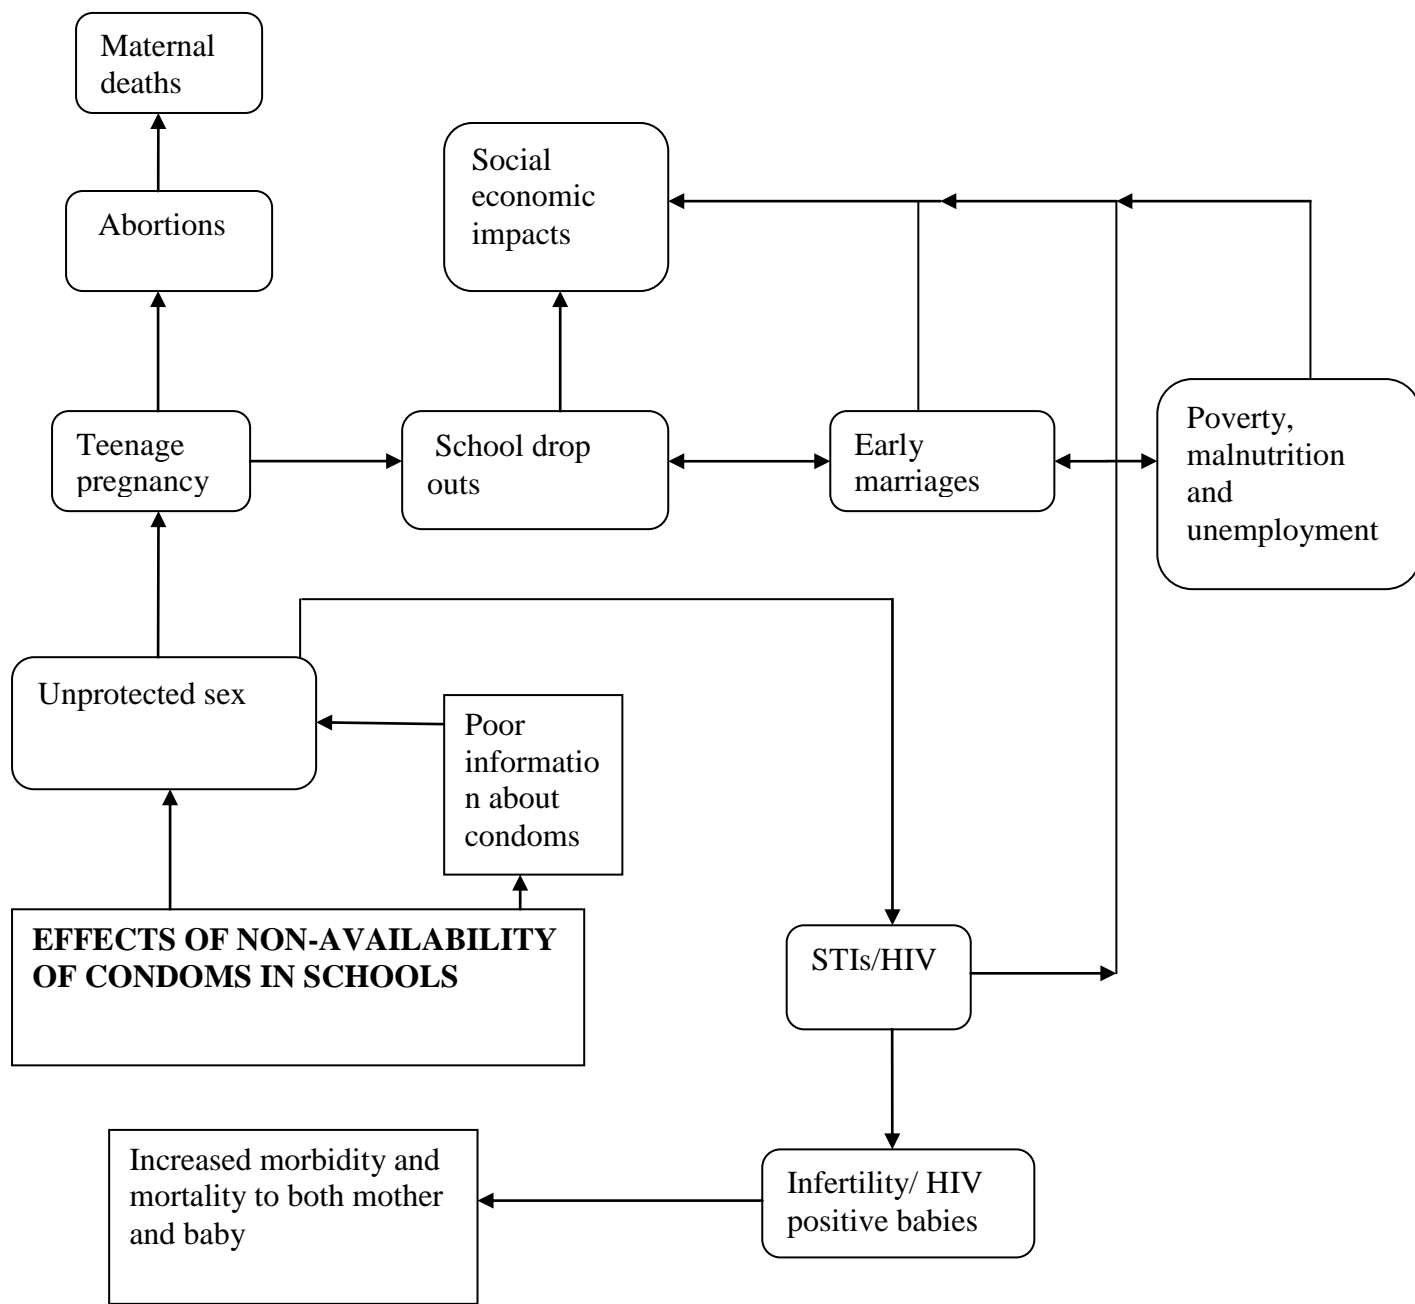 Maternal
deaths
Social
economic
impacts
Abortions
Teenage
pregnancy
School drop
outs
Early
marriages
Poverty,
malnutrition
and
unemployment
Unprotected sex
Poor
informatio
n about
condoms
EFFECTS OF NON-AVAILABILITY
OF CONDOMS IN SCHOOLS
STIs/HIV
Increased morbidity and
mortality to both mother
and baby
Infertility/ HIV
positive babies